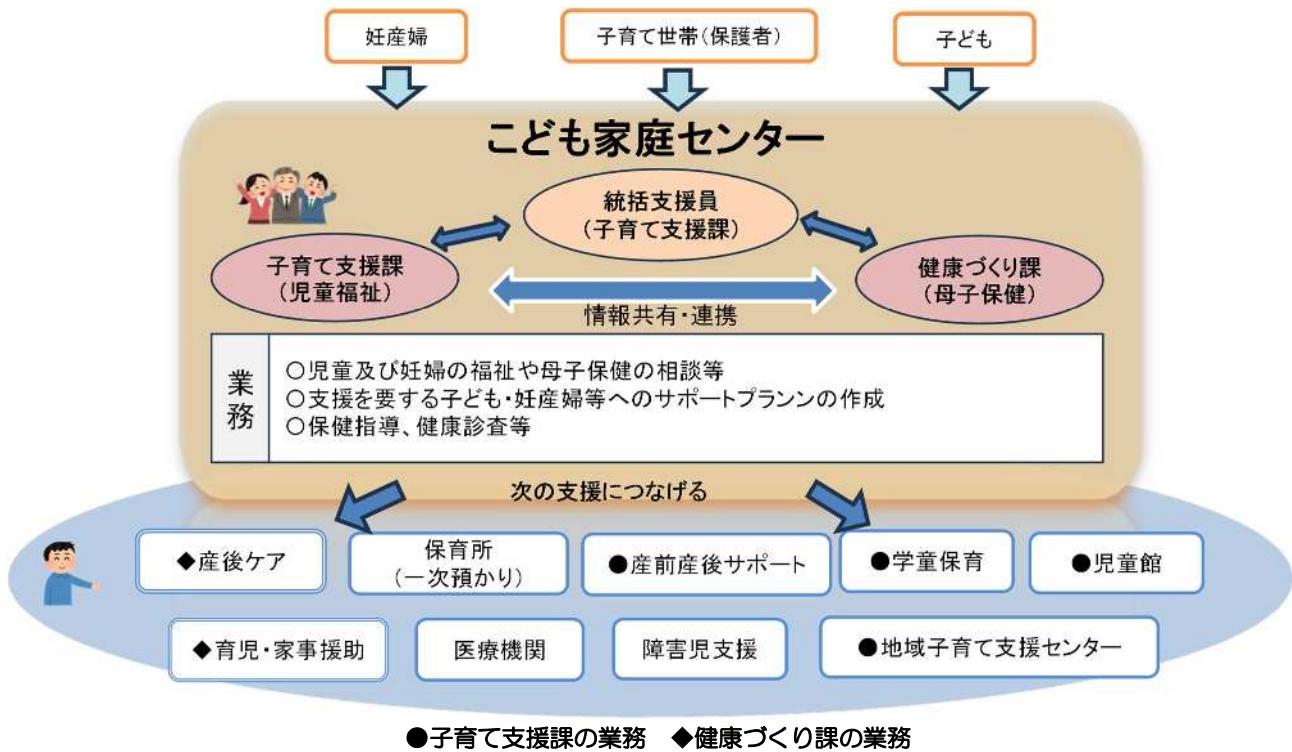 妊産婦
子育て世帯(保護者)
子ども
こども家庭センター
統括支援員
(子育て支援課)
子育て支援課
(児童福祉)
健康づくり課
(母子保健)
情報共有・連携
業務
○児童及び妊婦の福祉や母子保健の相談等
○支援を要する子ども・妊産婦等へのサポートプランンの作成
○保健指導、健康診査等
次の支援につなげる
◆産後ケア
保育所
(一次預かり)
●産前産後サポート
●学童保育
●児童館
◆育児・家事援助
医療機関
障害児支援
●地域子育て支援センター
●子育て支援課の業務 ◆健康づくり課の業務